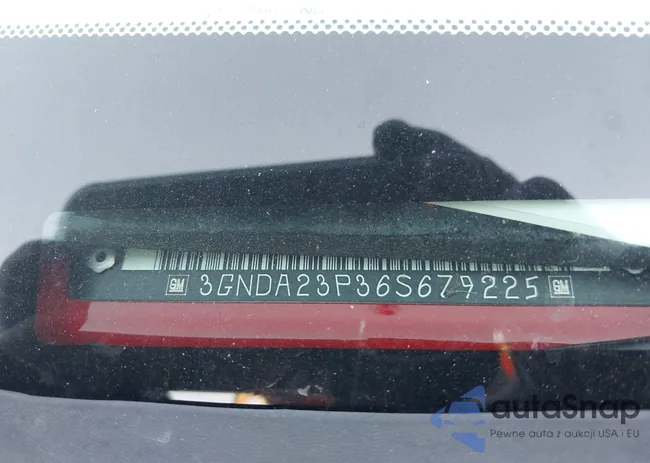 GM 3GNDA23P36S679225 GM
autoSnap
Pewne auta z aukcji USA i EU